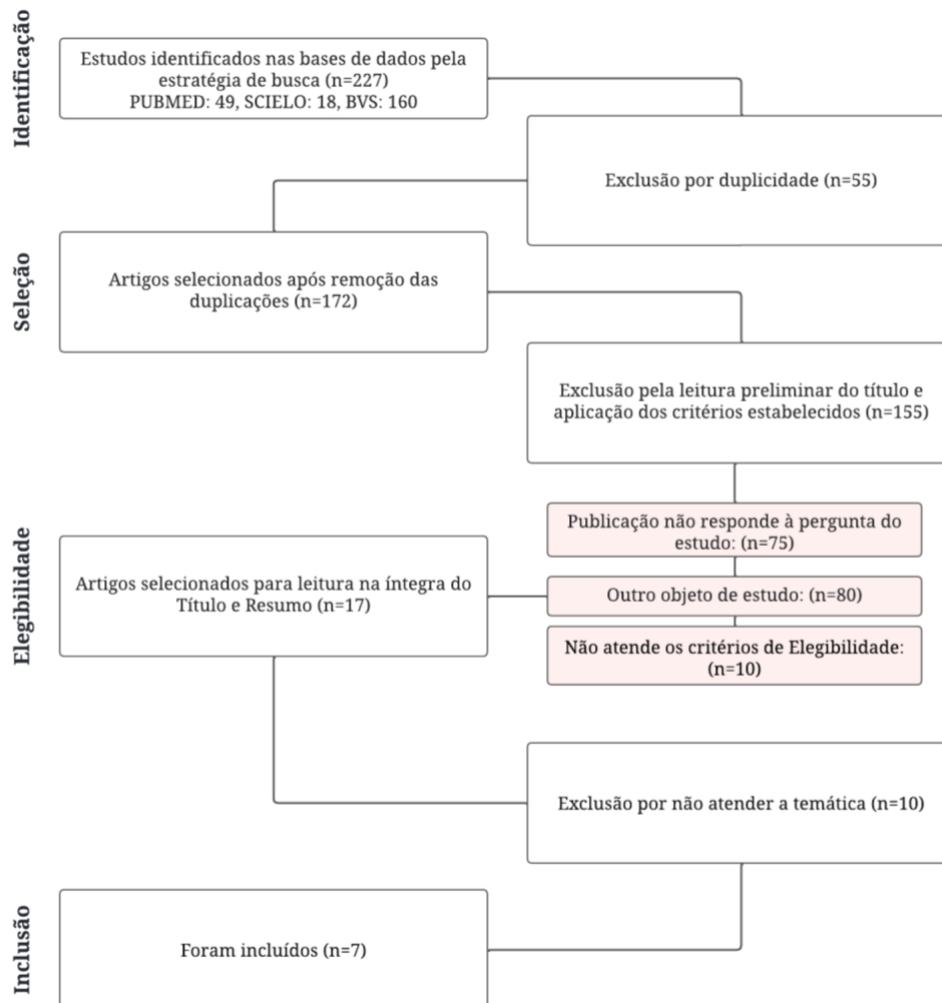 Identificação
Estudos identificados nas bases de dados pela
estratégia de busca (n=227)
PUBMED: 49, SCIELO: 18, BVS: 160
Exclusão por duplicidade (n=55)
Seleção
Artigos selecionados após remoção das
duplicações (n=172)
Exclusão pela leitura preliminar do título e
aplicação dos critérios estabelecidos (n=155)
Elegibilidade
Publicação não responde à pergunta do
estudo: (n=75)
Artigos selecionados para leitura na íntegra do
Título e Resumo (n=17)
Outro objeto de estudo: (n=80)
Não atende os critérios de Elegibilidade:
(n=10)
Exclusão por não atender a temática (n=10)
Inclusão
Foram incluídos (n=7)